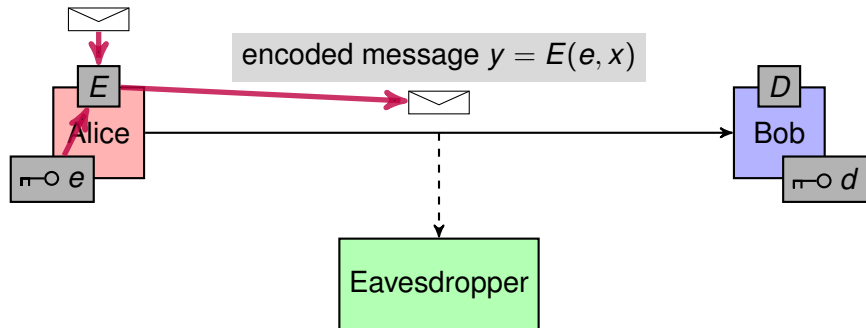 encoded message y = E(e, x)
E
D
Alice
Bob
e
d
Eavesdropper